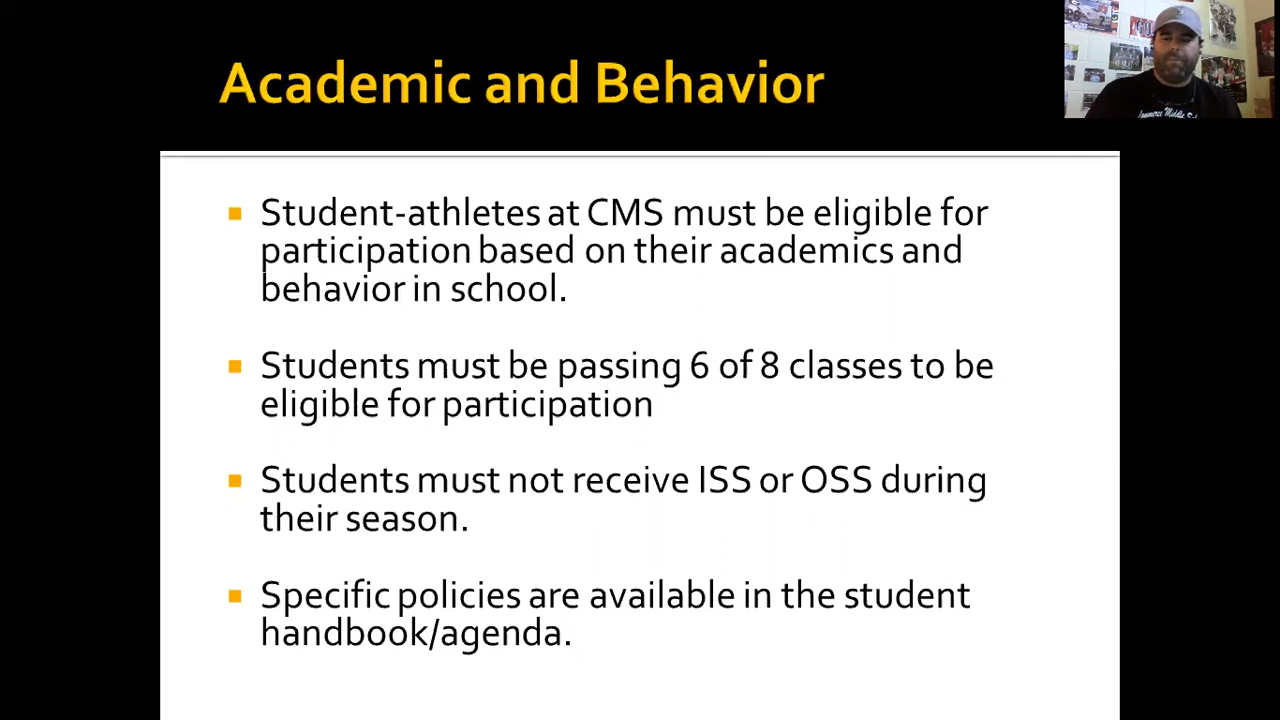 Academic and Behavior
Student-athletes at CMS must be eligible for
participation based on their academics and
behavior in school.
Students must be passing 6 of 8 classes to be
eligible for participation
Students must not receive ISS or OSS during
their season.
Specific policies are available in the student
handbook/agenda.